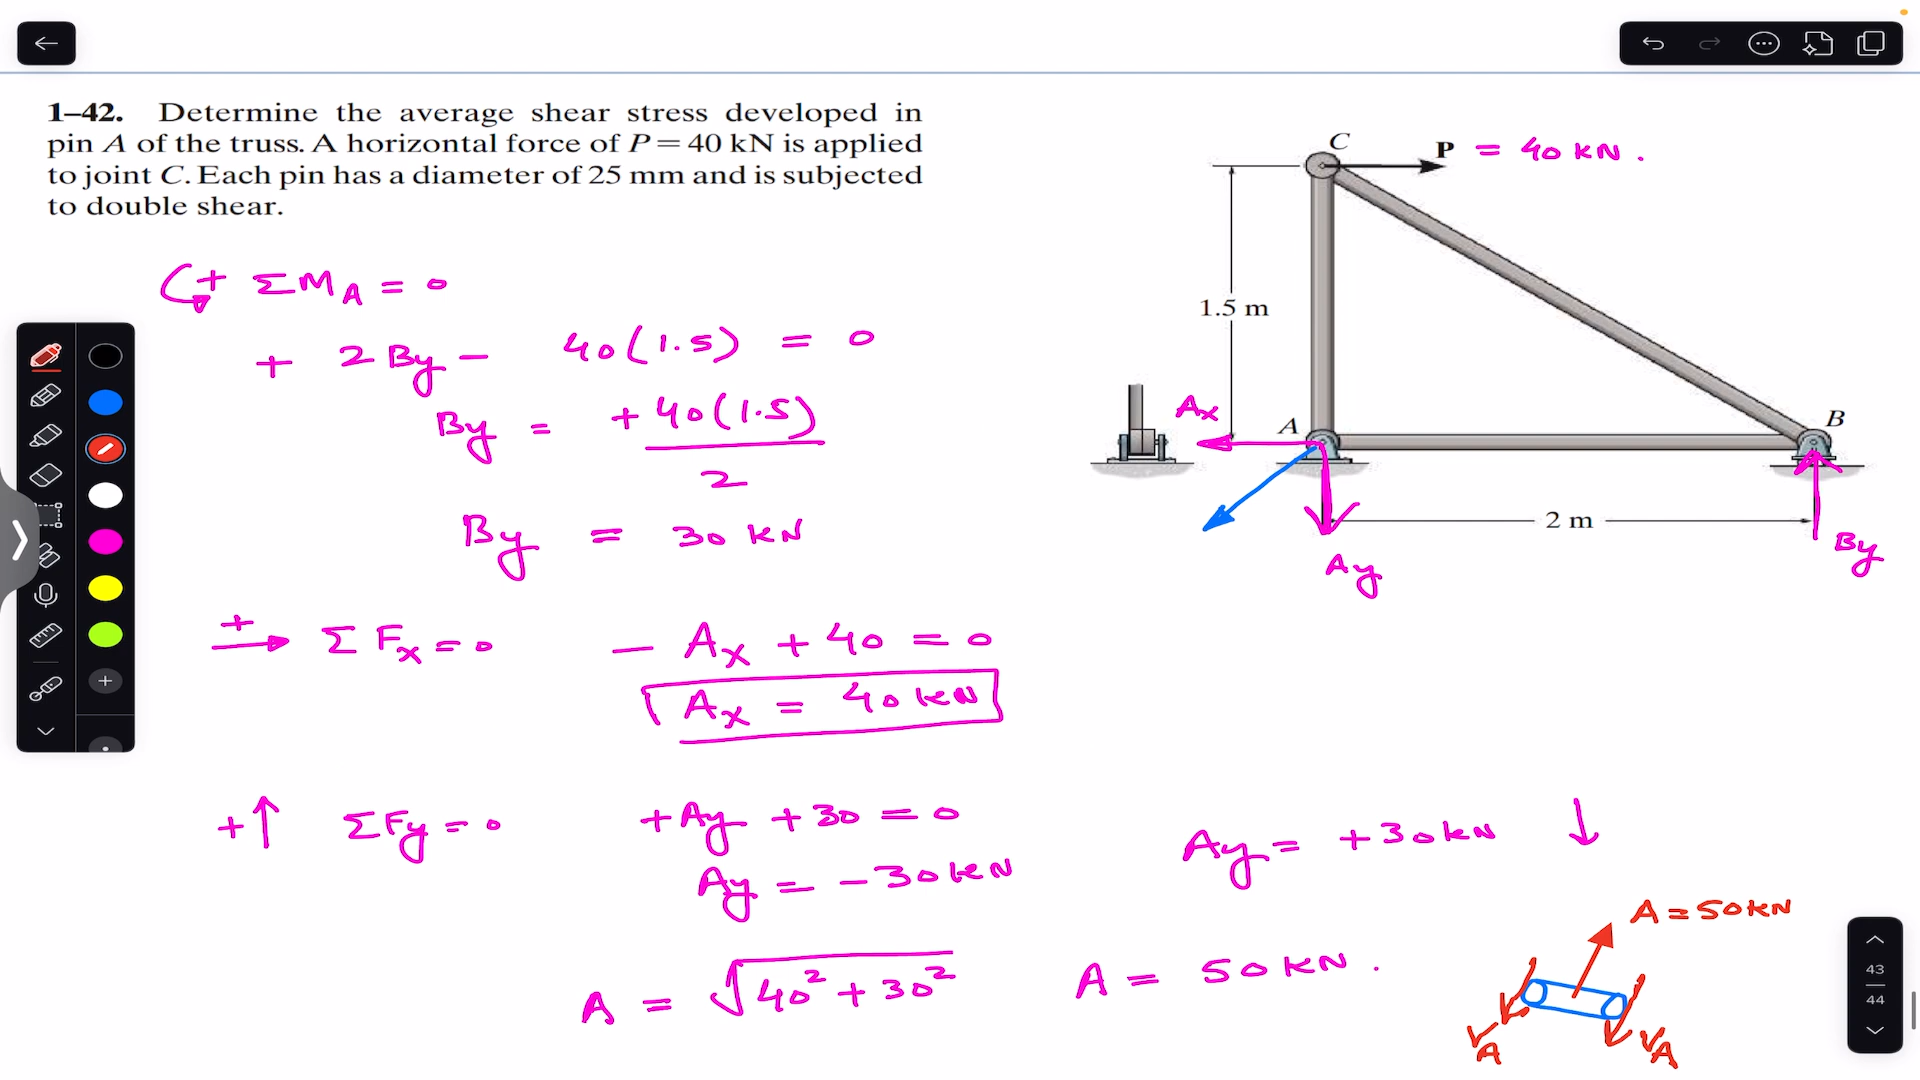 1–42. Determine the average shear stress developed in
pin A of the truss. A horizontal force of P = 40 kN is applied
to joint C. Each pin has a diameter of 25 mm and is subjected
to double shear.
C
P = 40 KN .
1.5 m
Ax
A
B
2 m
Ay
By
+ ΣM_A = 0
+ 2By – 40(1.5) = 0
By = +40(1.5)
2
By = 30 KN
+ ΣFx = 0 – Ax + 40 = 0
Ax = 40 KN
+↑ ΣFy = 0 +Ay + 30 = 0
Ay = –30 KN
Ay = +30 KN ↓
A = √40² + 30² A = 50 KN .
A = 50 KN
VA
VA
43
44